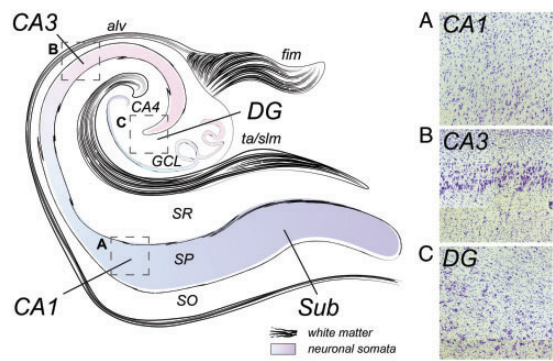 CA3
alv
B
fim
CA4
C
DG
GCL
ta/slm
SR
A
SP
CA1
SO
Sub
white matter
neuronal somata
A
CA1
B
CA3
C
DG